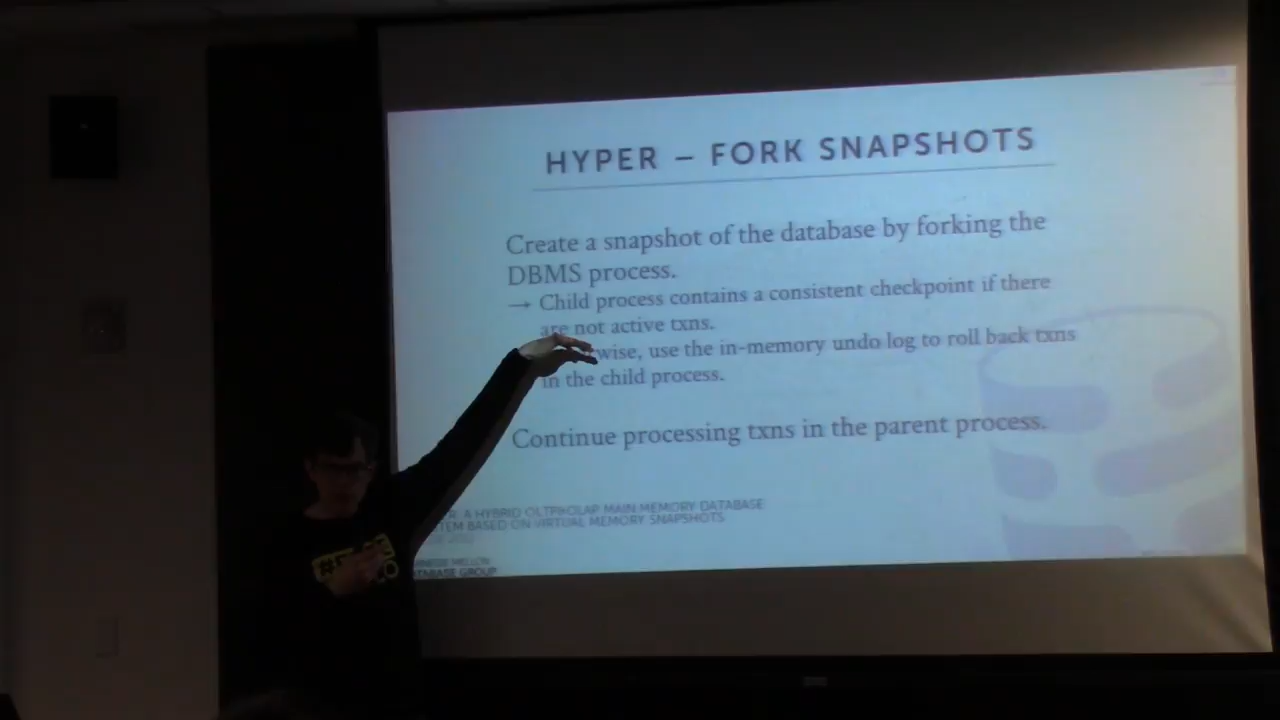 HYPER – FORK SNAPSHOTS
Create a snapshot of the database by forking the
DBMS process.
→ Child process contains a consistent checkpoint if there
are not active txns.
wise, use the in-memory undo log to roll back txns
in the child process.
Continue processing txns in the parent process.
A HYBRID OLTP&OLAP MAIN MEMORY DATABASE
TEM BASED ON VIRTUAL MEMORY SNAPSHOTS
MELLON
DATABASE GROUP